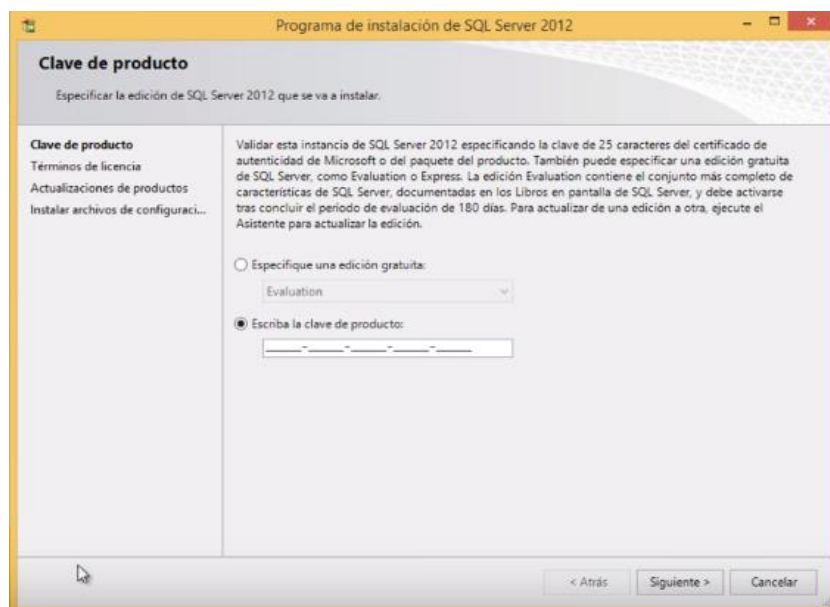 Programa de instalación de SQL Server 2012
Clave de producto
Especificar la edición de SQL Server 2012 que se va a instalar.
Clave de producto
Términos de licencia
Actualizaciones de productos
Instalar archivos de configuraci...
Validar esta instancia de SQL Server 2012 especificando la clave de 25 caracteres del certificado de
autenticidad de Microsoft o del paquete del producto. También puede especificar una edición gratuita
de SQL Server, como Evaluation o Express. La edición Evaluation contiene el conjunto más completo de
características de SQL Server, documentadas en los Libros en pantalla de SQL Server, y debe activarse
tras concluir el periodo de evaluación de 180 días. Para actualizar de una edición a otra, ejecute el
Asistente para actualizar la edición.
Especifique una edición gratuita:
Evaluation
Escriba la clave de producto:
_____-_____-_____-_____-_____
< Atrás
Siguiente >
Cancelar